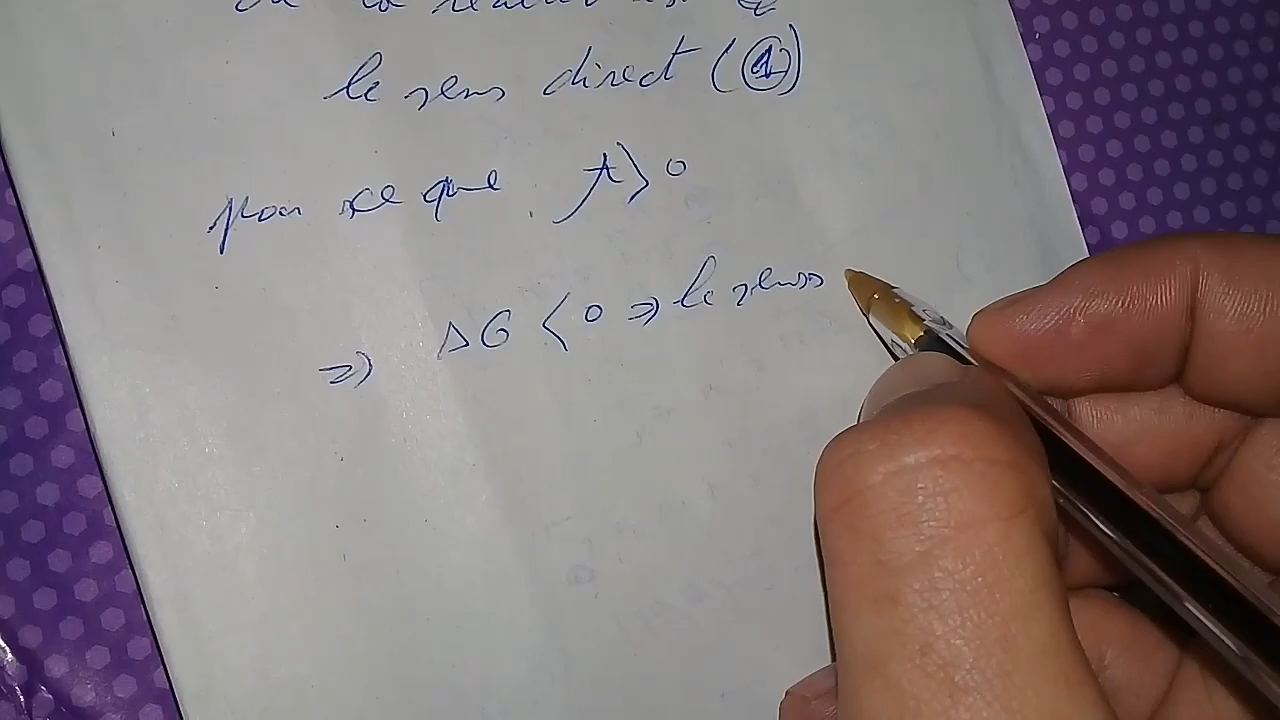 le sens direct (1)
pour ce que A > 0
=> ΔG < 0 => le sens